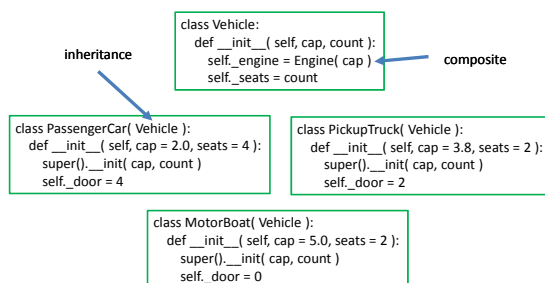 class Vehicle:
def __init__( self, cap, count ):
self._engine = Engine( cap )
self._seats = count
inheritance
composite
class PassengerCar( Vehicle ):
def __init__( self, cap = 2.0, seats = 4 ):
super().__init( cap, count )
self._door = 4
class PickupTruck( Vehicle ):
def __init__( self, cap = 3.8, seats = 2 ):
super().__init( cap, count )
self._door = 2
class MotorBoat( Vehicle ):
def __init__( self, cap = 5.0, seats = 2 ):
super().__init( cap, count )
self._door = 0